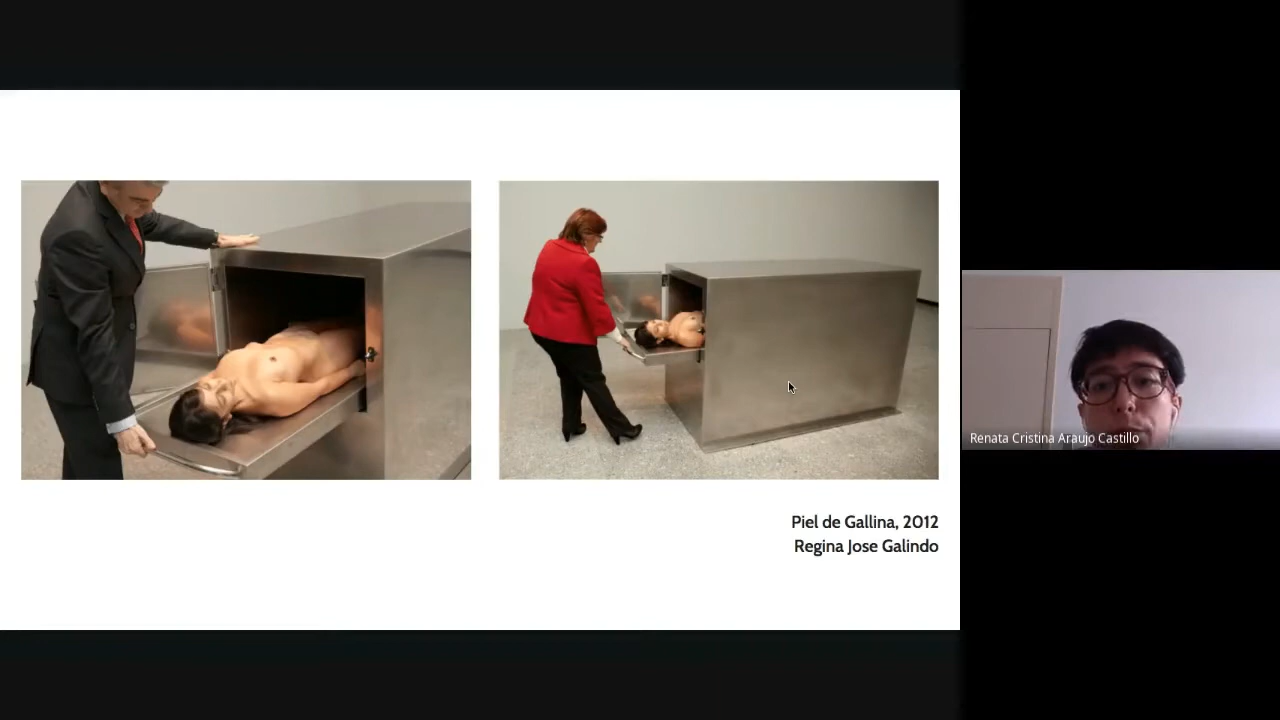 Piel de Gallina, 2012
Regina Jose Galindo
Renata Cristina Araujo Castillo